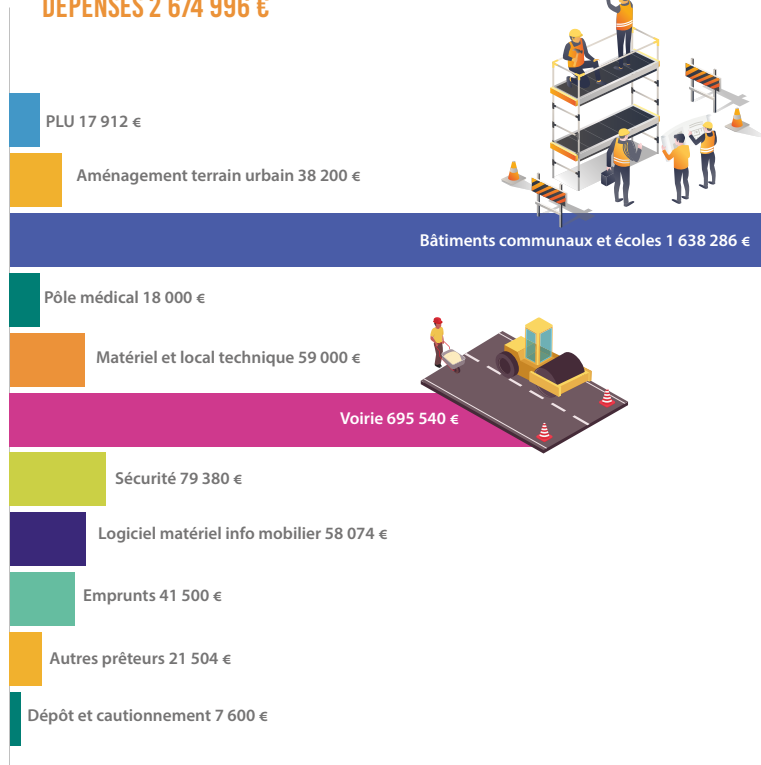 DÉPENSES 2 674 996 €
PLU 17 912 €
Aménagement terrain urbain 38 200 €
Bâtiments communaux et écoles 1 638 286 €
Pôle médical 18 000 €
Matériel et local technique 59 000 €
Voirie 695 540 €
Sécurité 79 380 €
Logiciel matériel info mobilier 58 074 €
Emprunts 41 500 €
Autres prêteurs 21 504 €
Dépôt et cautionnement 7 600 €